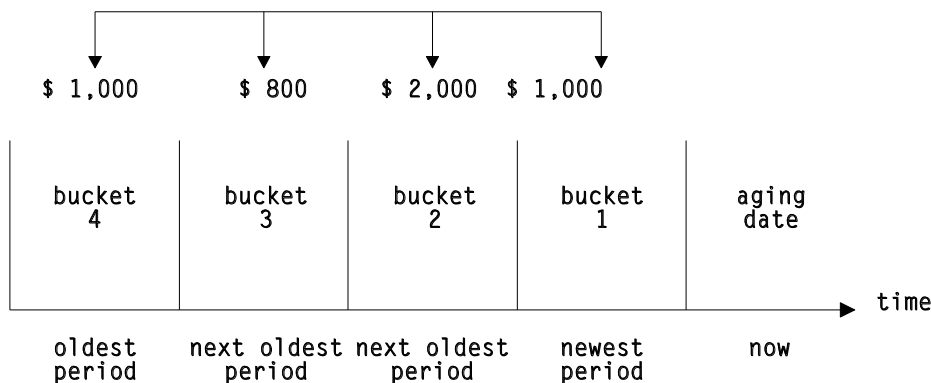 $ 1,000 $ 800 $ 2,000 $ 1,000
bucket bucket bucket bucket aging
4 3 2 1 date
time
oldest next oldest next oldest newest now
period period period period